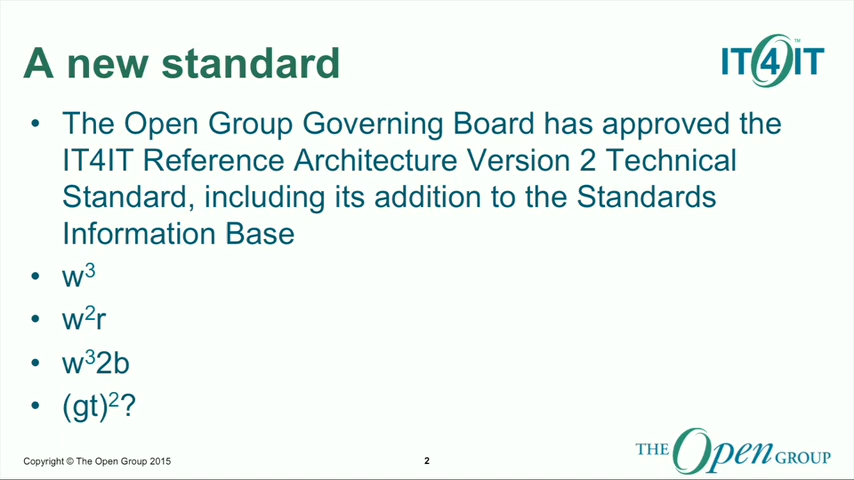 A new standard
IT4IT™
• The Open Group Governing Board has approved the
IT4IT Reference Architecture Version 2 Technical
Standard, including its addition to the Standards
Information Base
• w³
• w²r
• w³2b
• (gt)²?
Copyright © The Open Group 2015
2
THE Open GROUP